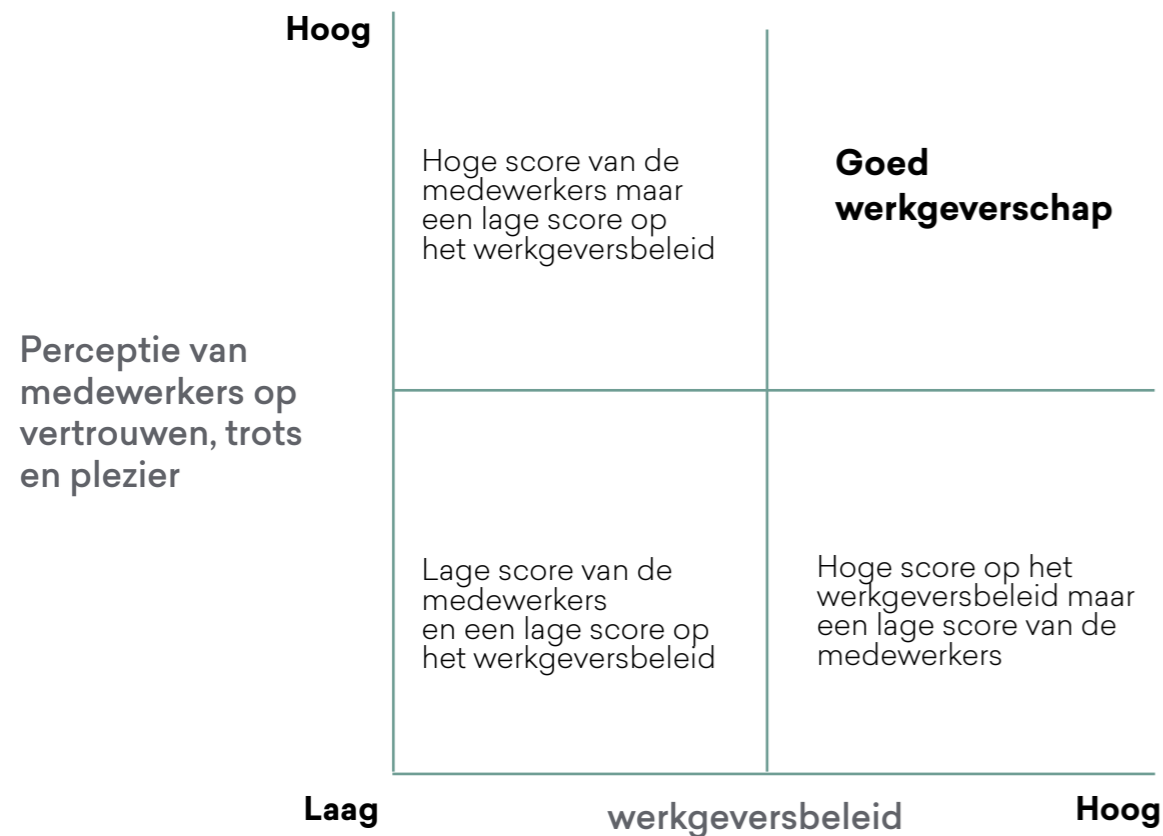 Hoog
Hoge score van de
medewerkers maar
een lage score op
het werkgeversbeleid
Goed
werkgeverschap
Perceptie van
medewerkers op
vertrouwen, trots
en plezier
Lage score van de
medewerkers
en een lage score op
het werkgeversbeleid
Hoge score op het
werkgeversbeleid maar
een lage score van de
medewerkers
Laag
werkgeversbeleid
Hoog